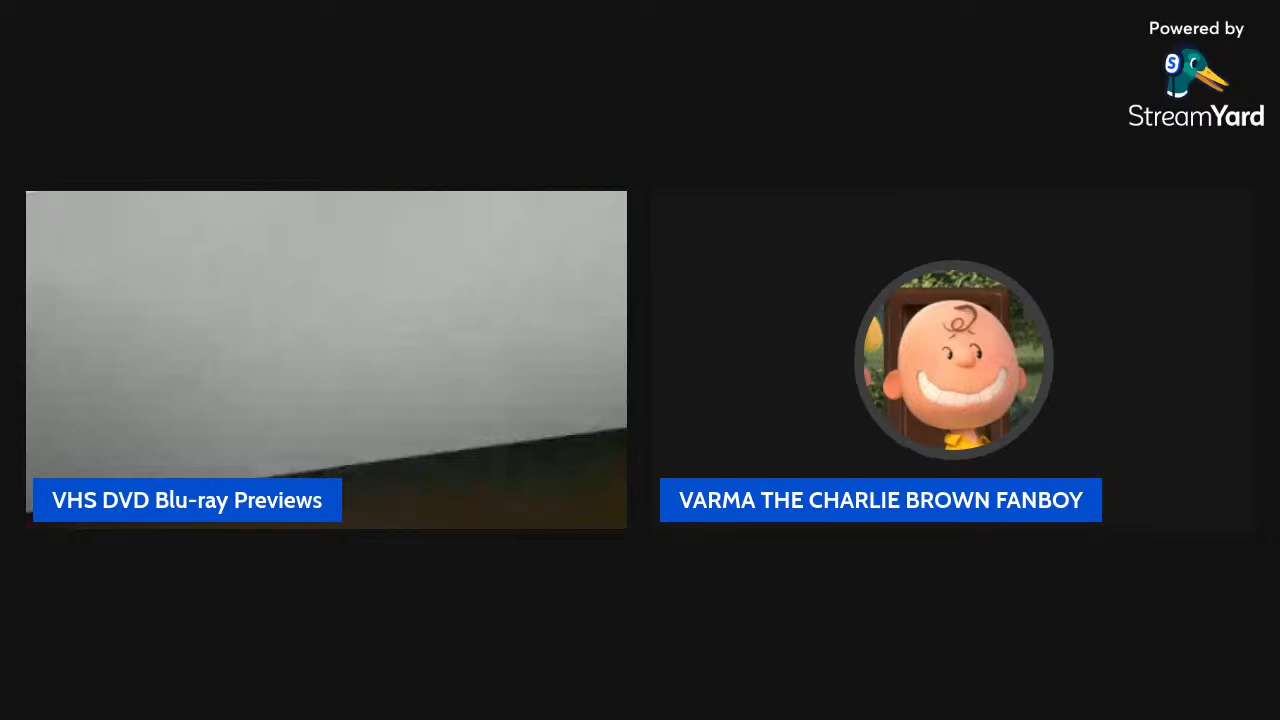 Powered by
S
StreamYard
VHS DVD Blu-ray Previews
VARMA THE CHARLIE BROWN FANBOY